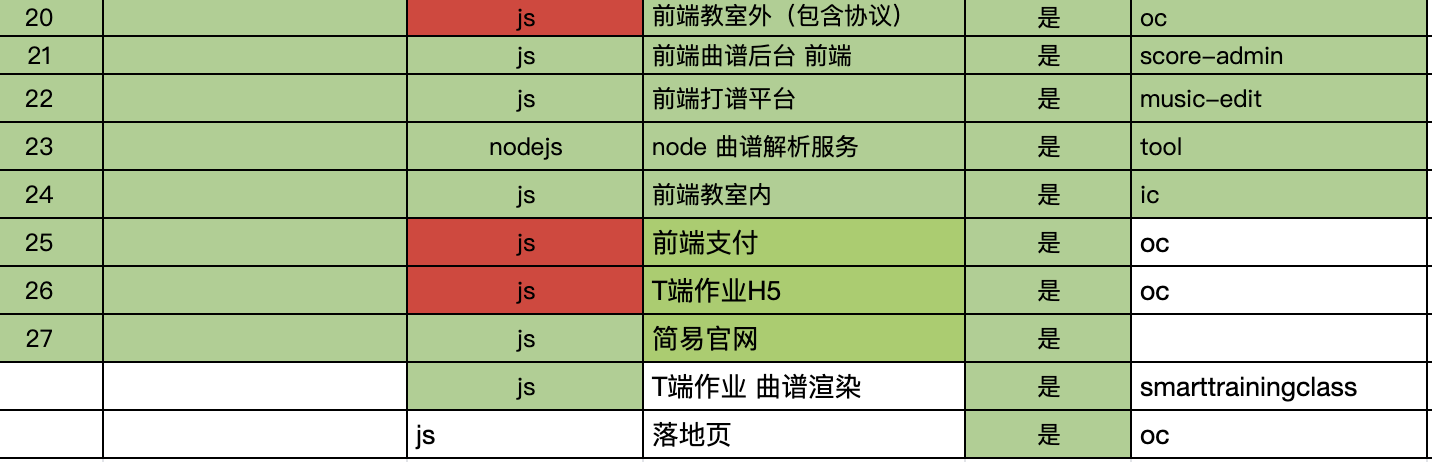 20 js 前端教室外（包含协议） 是 oc
21 js 前端曲谱后台 前端 是 score-admin
22 js 前端打谱平台 是 music-edit
23 nodejs node 曲谱解析服务 是 tool
24 js 前端教室内 是 ic
25 js 前端支付 是 oc
26 js T端作业H5 是 oc
27 js 简易官网 是
js T端作业 曲谱渲染 是 smarttrainingclass
js 落地页 是 oc